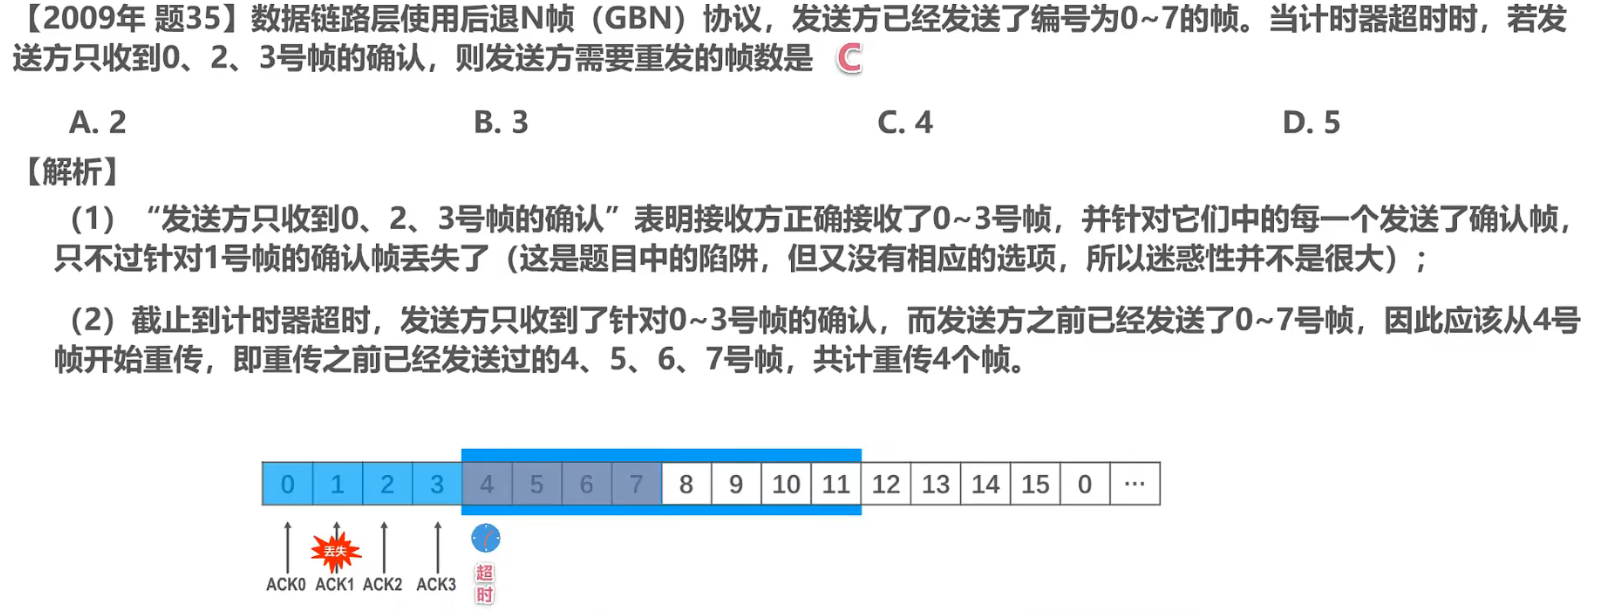 【2009年 题35】数据链路层使用后退N帧（GBN）协议，发送方已经发送了编号为0~7的帧。当计时器超时时，若发
送方只收到0、2、3号帧的确认，则发送方需要重发的帧数是 C
A. 2 B. 3 C. 4 D. 5
【解析】
（1）“发送方只收到0、2、3号帧的确认”表明接收方正确接收了0~3号帧，并针对它们中的每一个发送了确认帧，
只不过针对1号帧的确认帧丢失了（这是题目中的陷阱，但又没有相应的选项，所以迷惑性并不是很大）；
（2）截止到计时器超时，发送方只收到了针对0~3号帧的确认，而发送方之前已经发送了0~7号帧，因此应该从4号
帧开始重传，即重传之前已经发送过的4、5、6、7号帧，共计重传4个帧。
0 1 2 3 4 5 6 7 8 9 10 11 12 13 14 15 0 ···
丢失
ACK0 ACK1 ACK2 ACK3
超
时